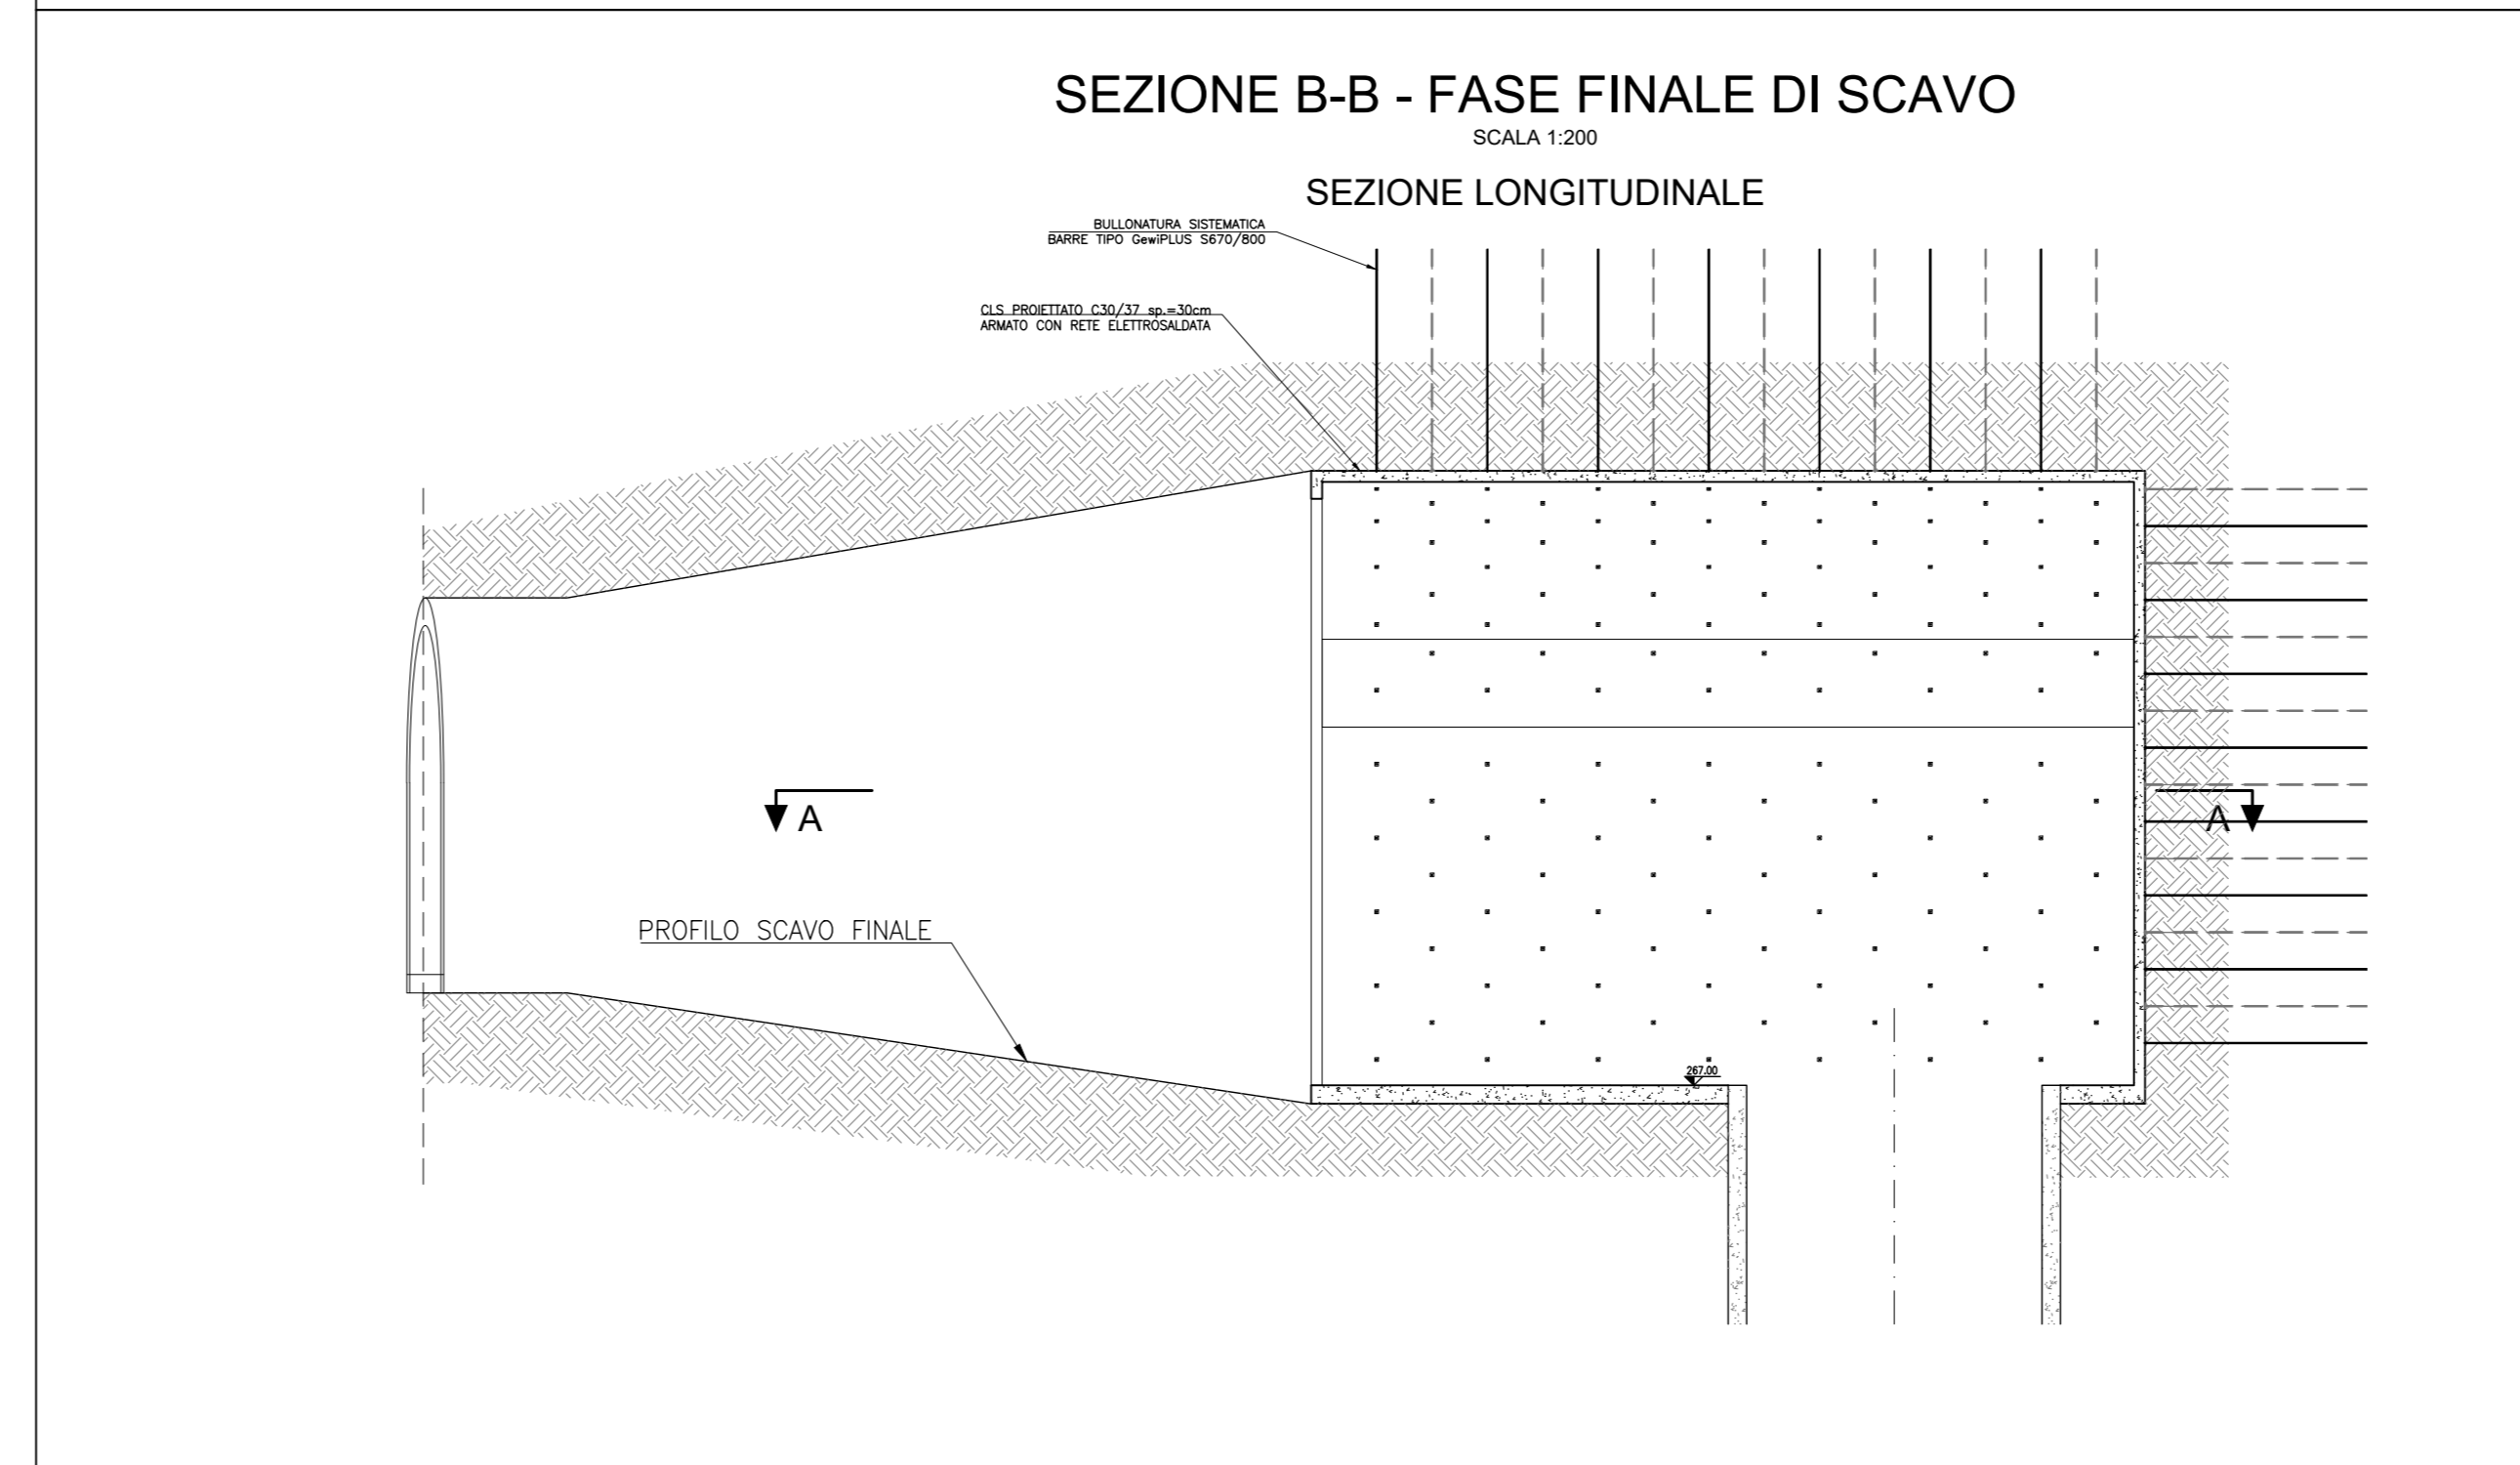 SEZIONE B-B - FASE FINALE DI SCAVO
SCALA 1:200
SEZIONE LONGITUDINALE
BULLONATURA SISTEMATICA
BARRE TIPO GewiPLUS S670/800
CLS PROIETTATO C30/37 sp.=30cm
ARMATO CON RETE ELETTROSALDATA
A
A
PROFILO SCAVO FINALE
267.00